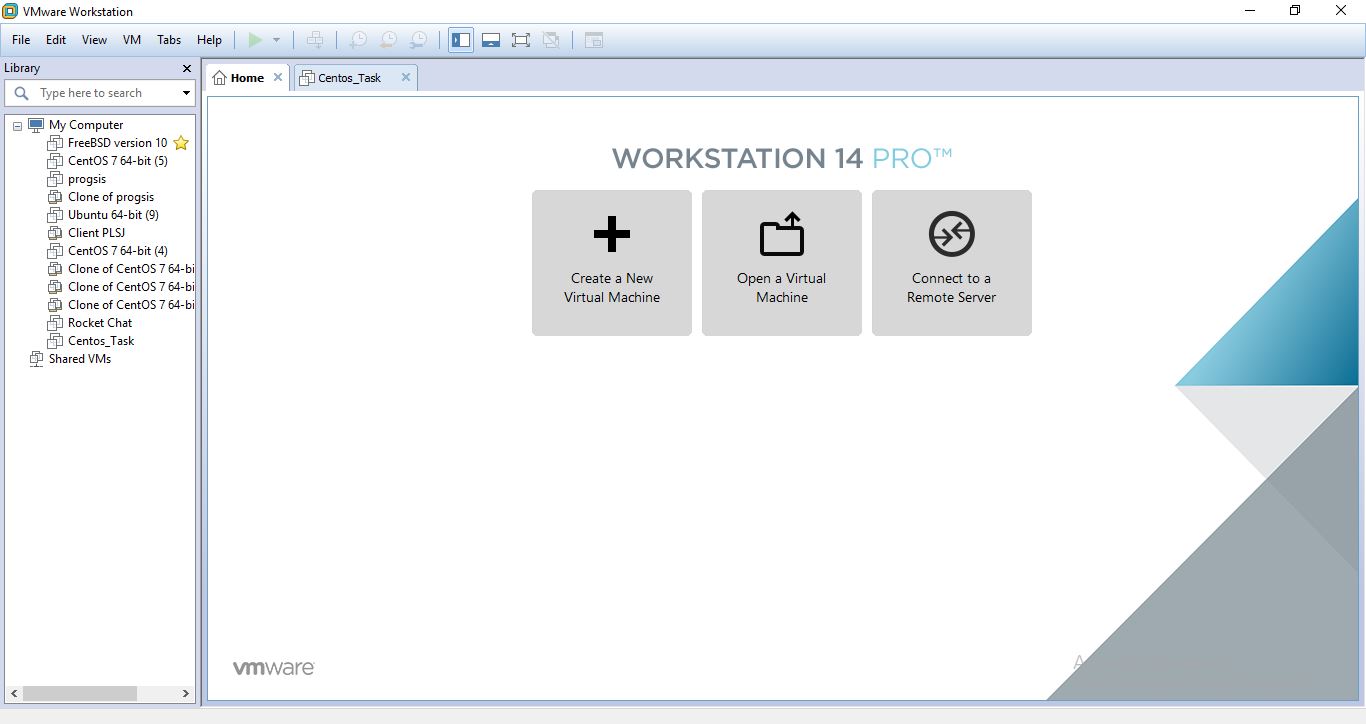 VMware Workstation
File Edit View VM Tabs Help
Library
Type here to search
My Computer
FreeBSD version 10
CentOS 7 64-bit (5)
progsis
Clone of progsis
Ubuntu 64-bit (9)
Client PLSJ
CentOS 7 64-bit (4)
Clone of CentOS 7 64-bi
Clone of CentOS 7 64-bi
Clone of CentOS 7 64-bi
Rocket Chat
Centos_Task
Shared VMs
Home
Centos_Task
WORKSTATION 14 PRO™
Create a New
Virtual Machine
Open a Virtual
Machine
Connect to a
Remote Server
vmware